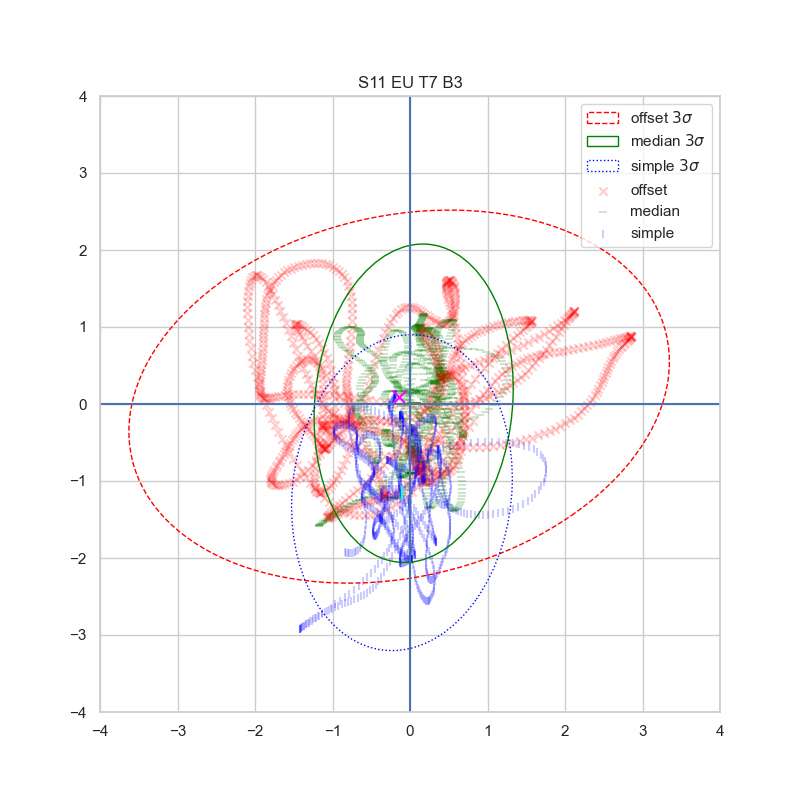 S11 EU T7 B3
offset 3σ
median 3σ
simple 3σ
offset
median
simple
4
3
2
1
0
−1
−2
−3
−4
−4 −3 −2 −1 0 1 2 3 4